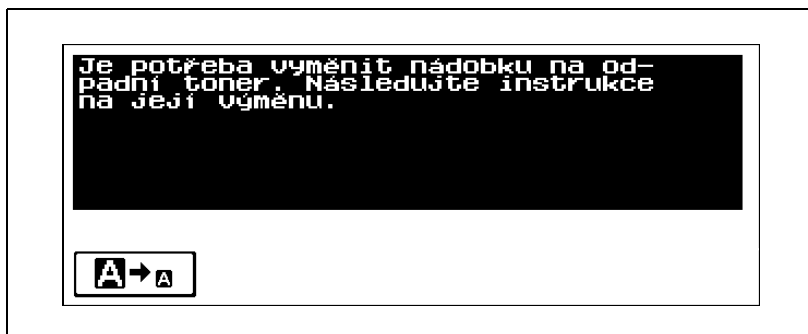 Je potřeba vyměnit nádobku na od-
padní toner. Následujte instrukce
na její výměnu.
A→A